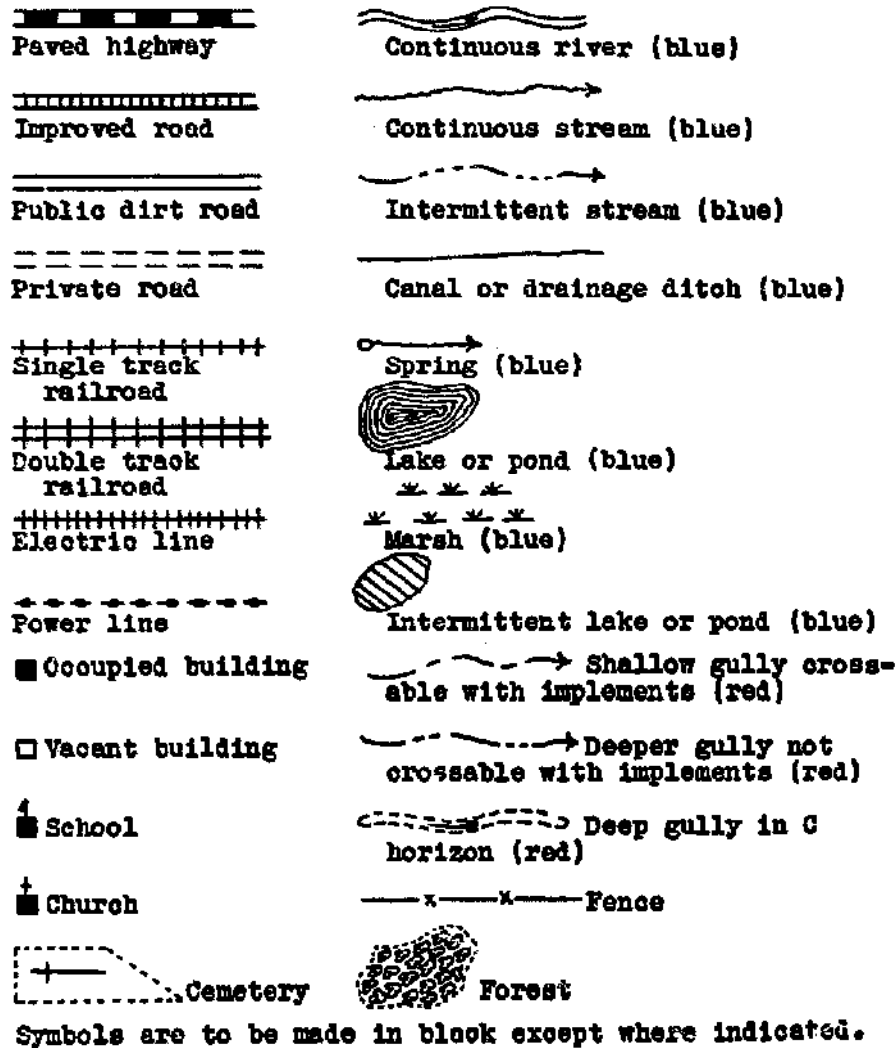 Paved highway
Continuous river (blue)
Improved road
Continuous stream (blue)
Public dirt road
Intermittent stream (blue)
Private road
Canal or drainage ditch (blue)
Single track
railroad
Spring (blue)
Double track
railroad
Lake or pond (blue)
Electric line
Marsh (blue)
Power line
Intermittent lake or pond (blue)
Occupied building
Shallow gully cross-
able with implements (red)
Vacant building
Deeper gully not
crossable with implements (red)
School
Deep gully in C
horizon (red)
Church
Fence
Cemetery
Forest
Symbols are to be made in black except where indicated.